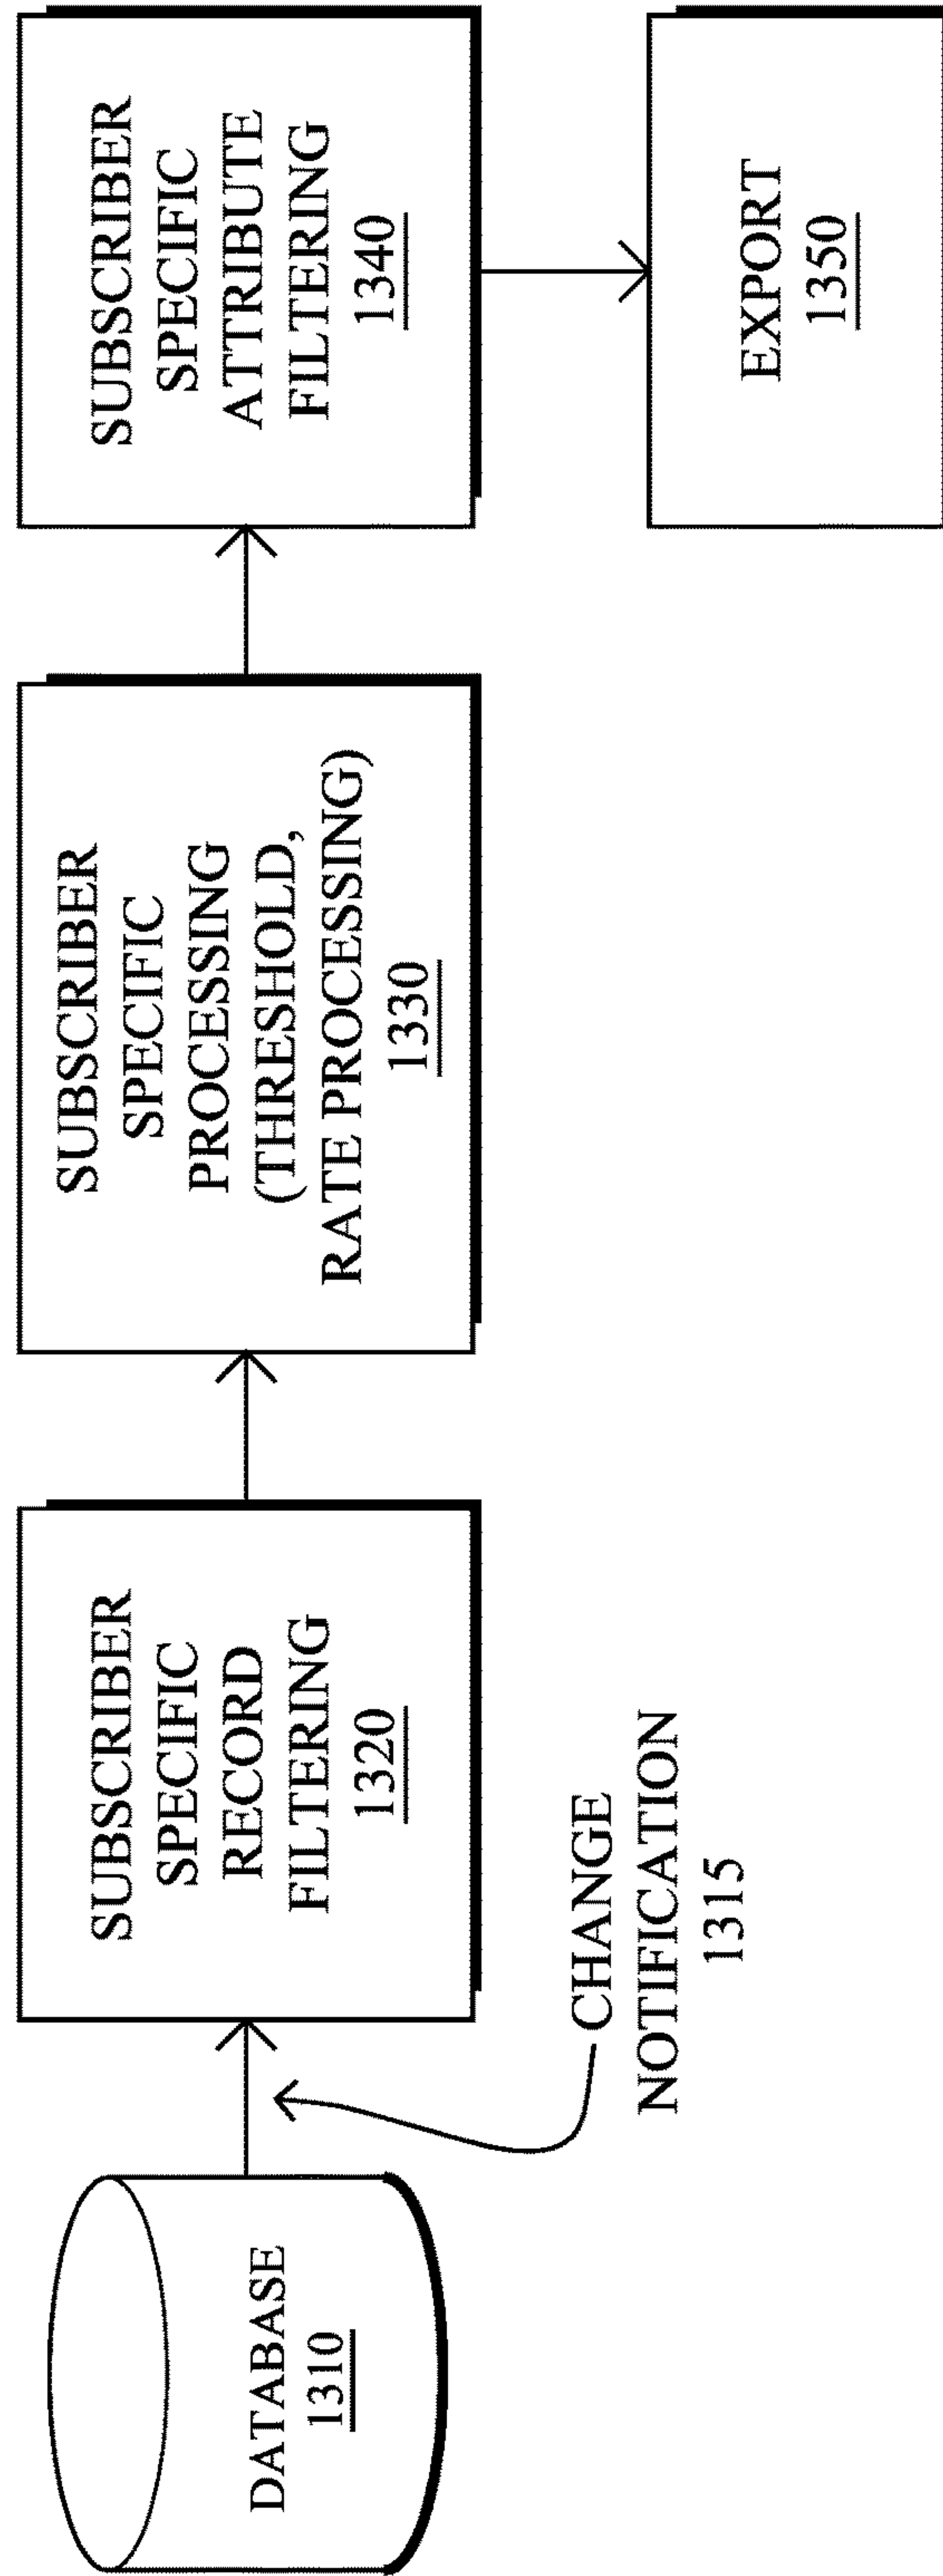 DATABASE
1310
CHANGE
NOTIFICATION
1315
SUBSCRIBER
SPECIFIC
RECORD
FILTERING
1320
SUBSCRIBER
SPECIFIC
PROCESSING
(THRESHOLD,
RATE PROCESSING)
1330
SUBSCRIBER
SPECIFIC
ATTRIBUTE
FILTERING
1340
EXPORT
1350